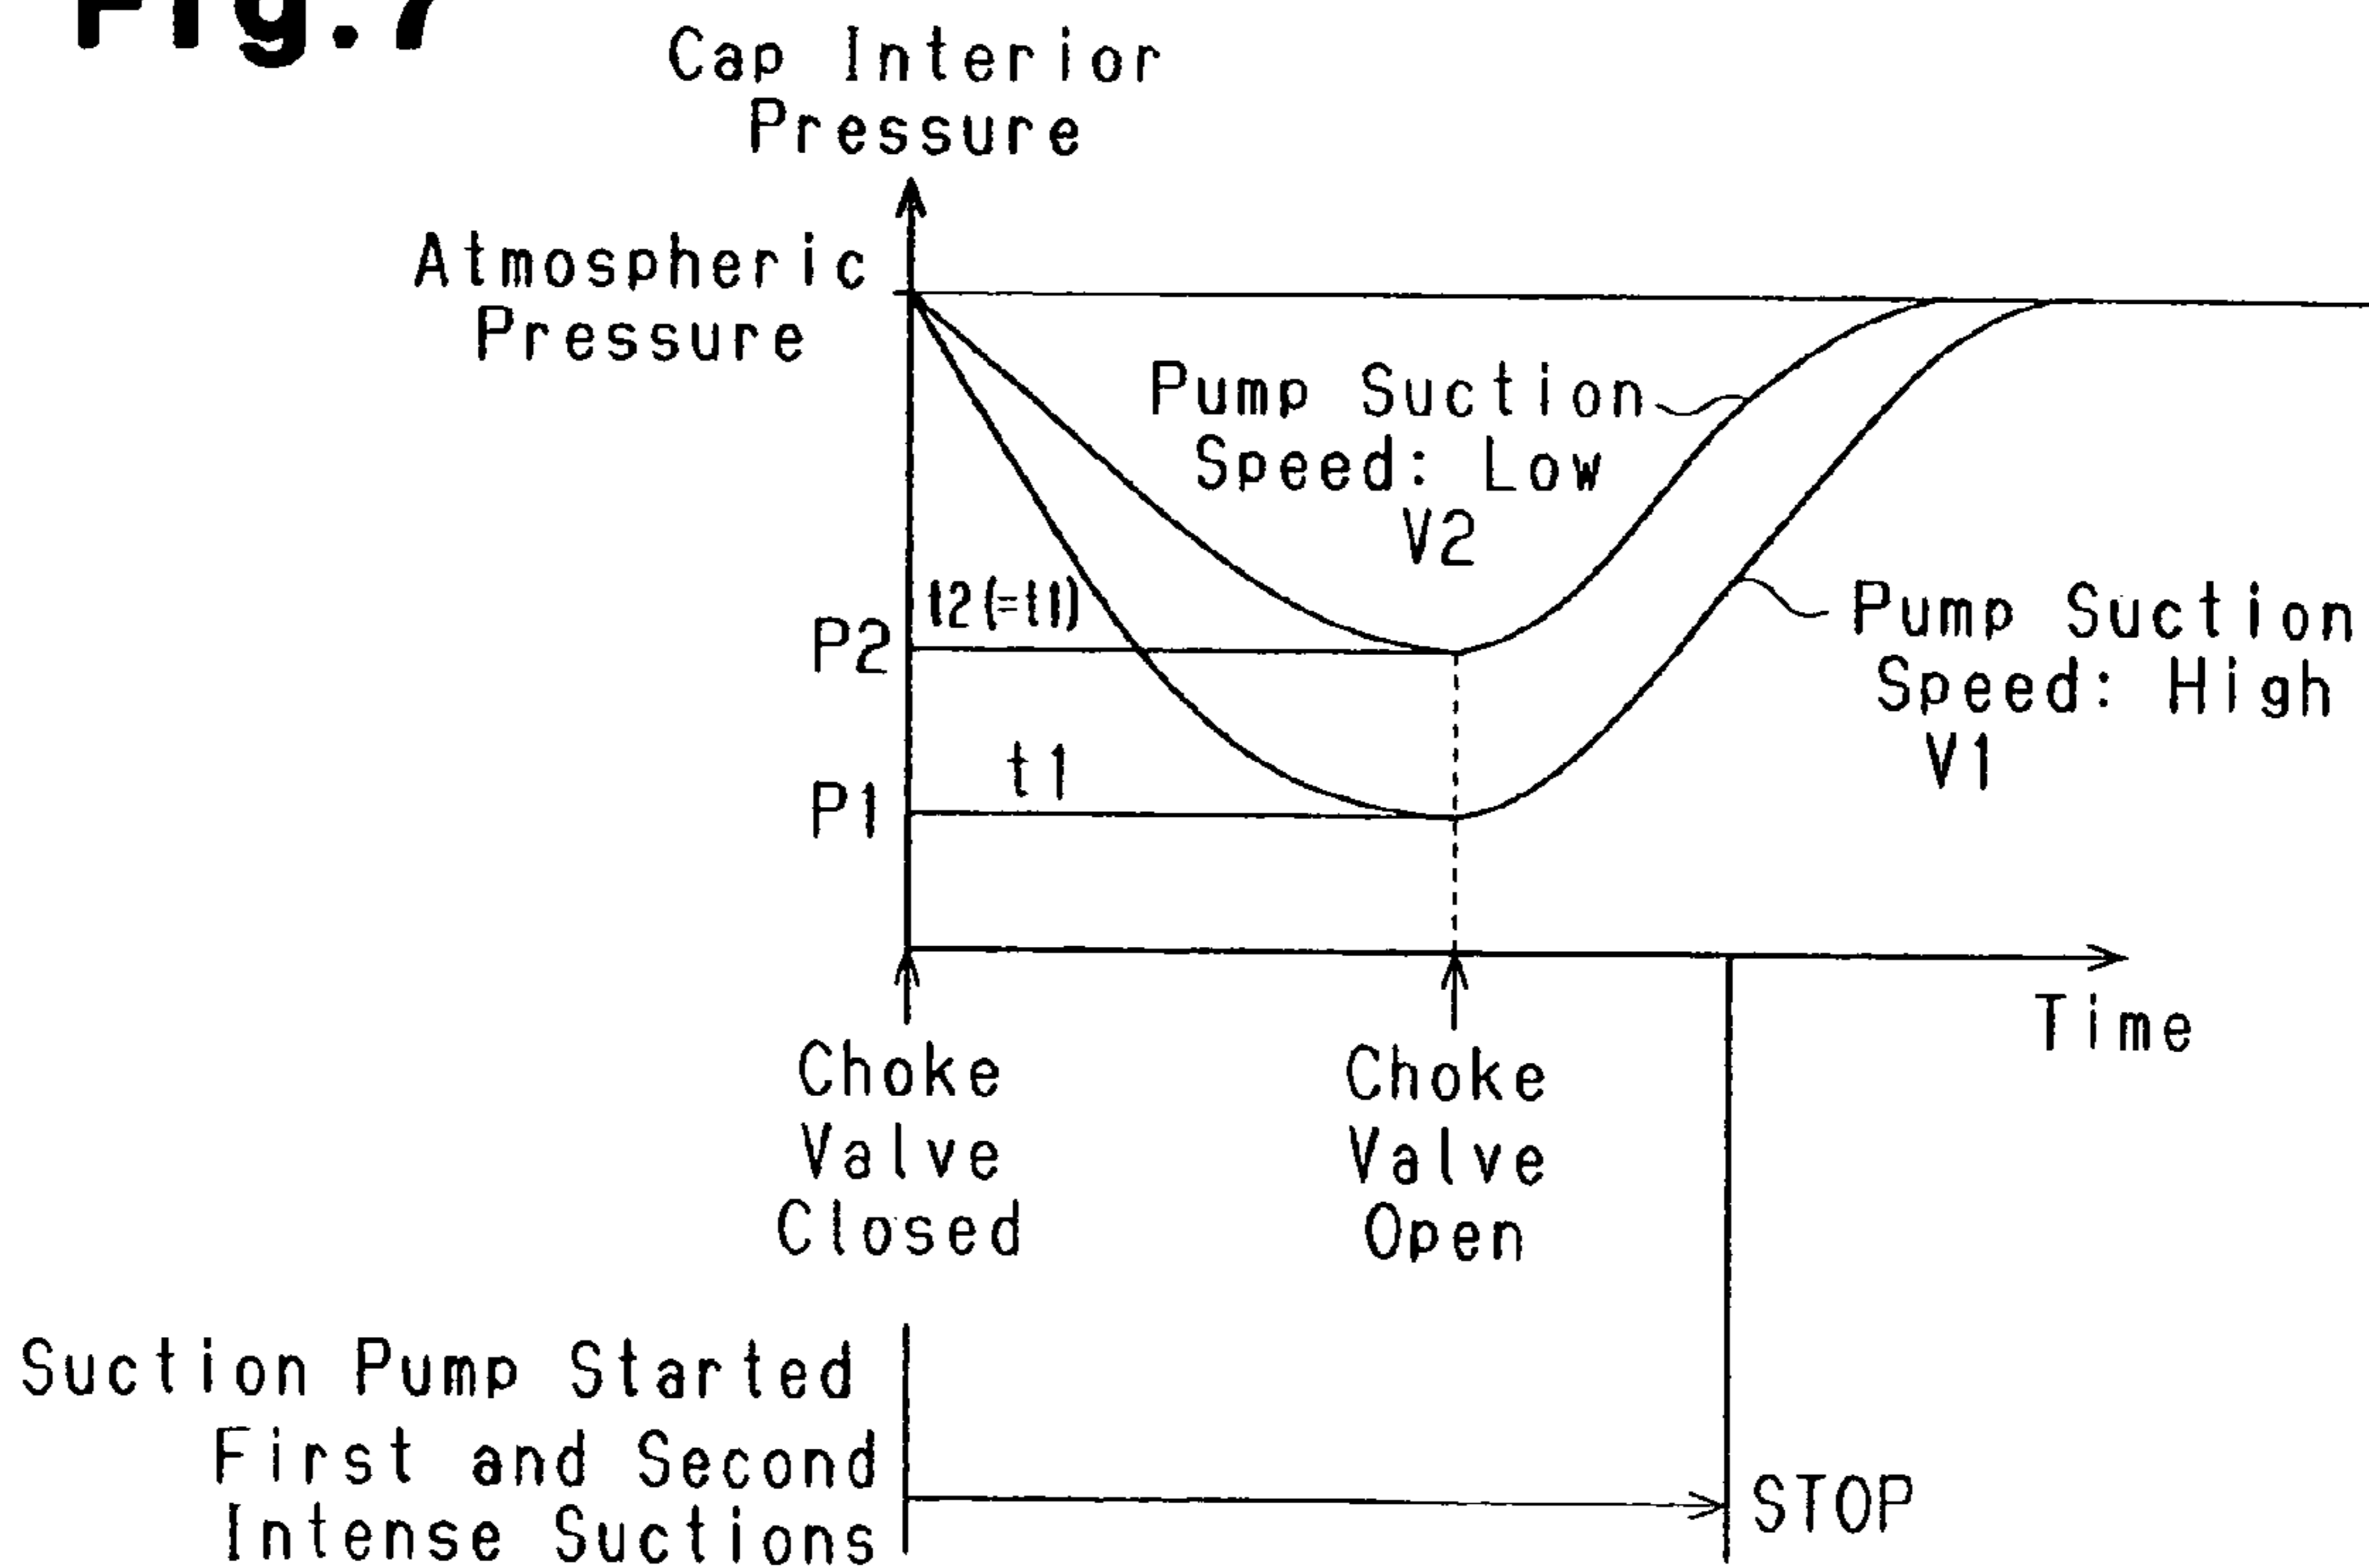 Fig.7
Cap Interior
Pressure
Atmospheric
Pressure
Pump Suction
Speed: Low
V2
t2(=t1)
P2
Pump Suction
Speed: High
V1
t1
P1
Time
Choke
Valve
Closed
Choke
Valve
Open
Suction Pump Started
First and Second
Intense Suctions
STOP